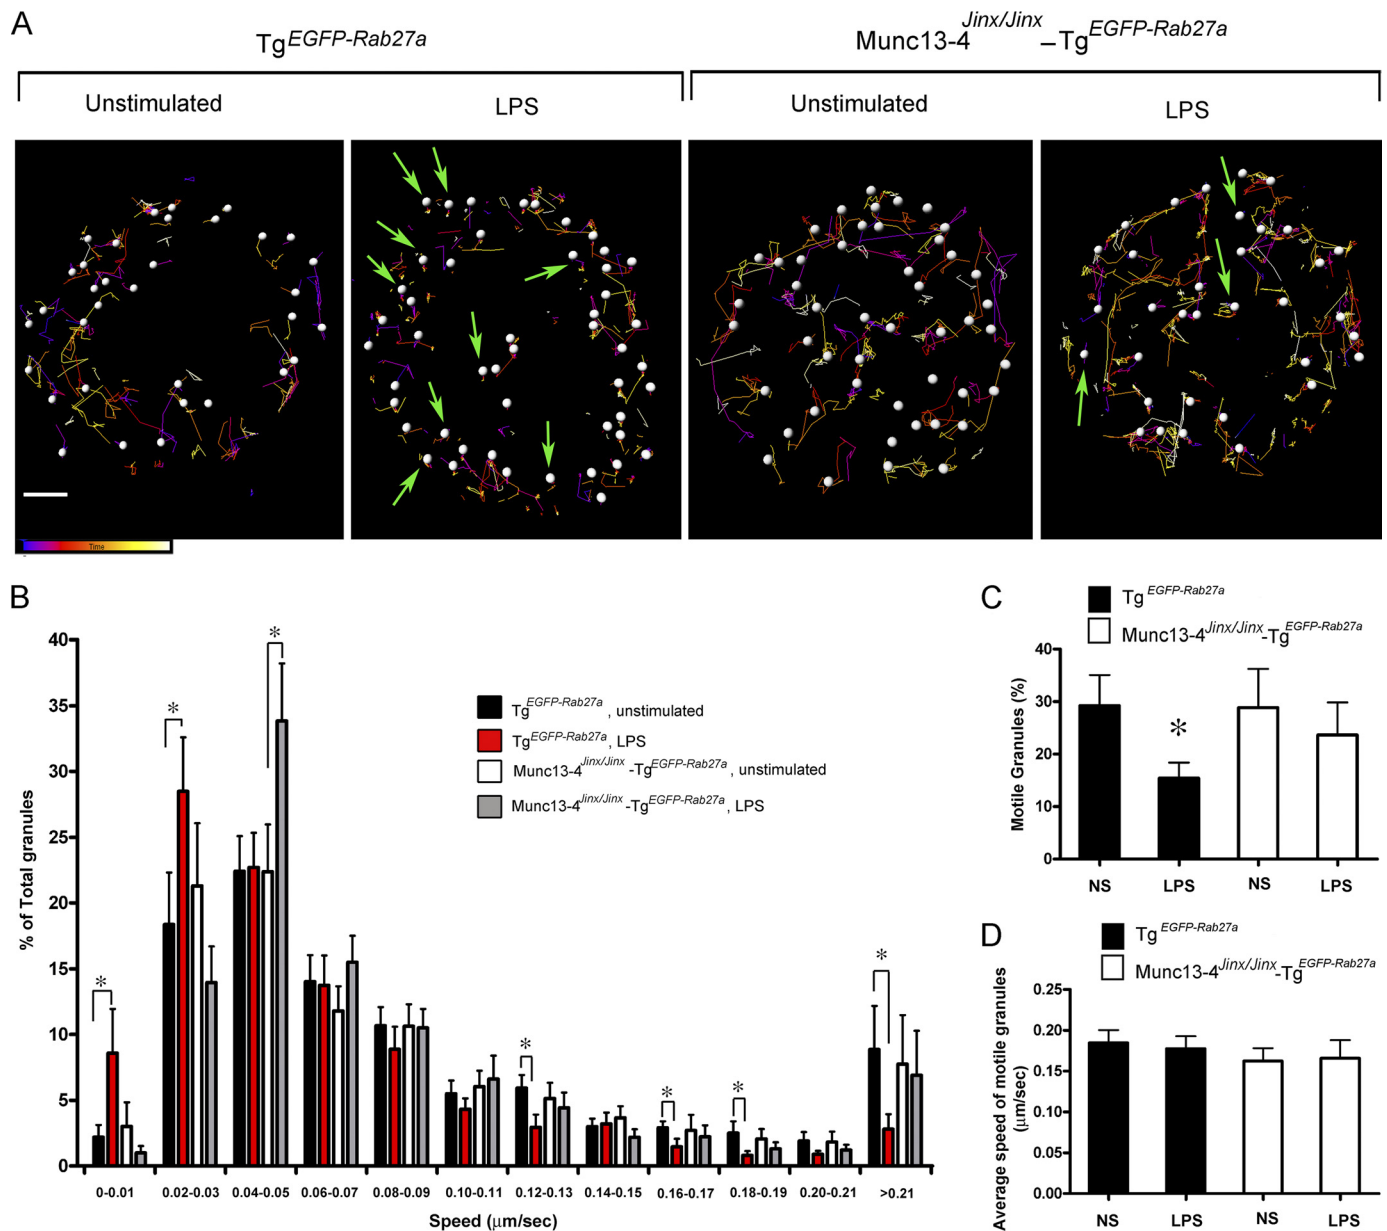 A
Tg EGFP-Rab27a
Munc13-4 Jinx/Jinx –Tg EGFP-Rab27a
Unstimulated
LPS
Unstimulated
LPS
Time
B
% of Total granules
40
35
30
25
20
15
10
5
0
*
*
*
*
*
*
*
Tg EGFP-Rab27a , unstimulated
Tg EGFP-Rab27a , LPS
Munc13-4 Jinx/Jinx -Tg EGFP-Rab27a , unstimulated
Munc13-4 Jinx/Jinx -Tg EGFP-Rab27a , LPS
0-0.01 0.02-0.03 0.04-0.05 0.06-0.07 0.08-0.09 0.10-0.11 0.12-0.13 0.14-0.15 0.16-0.17 0.18-0.19 0.20-0.21 >0.21
Speed (μm/sec)
C
Tg EGFP-Rab27a
Munc13-4 Jinx/Jinx -Tg EGFP-Rab27a
Motile Granules (%)
40
30
20
10
0
*
NS LPS NS LPS
D
Tg EGFP-Rab27a
Munc13-4 Jinx/Jinx -Tg EGFP-Rab27a
Average speed of motile granules
(μm/sec)
0.25
0.20
0.15
0.10
0.05
0.00
NS LPS NS LPS